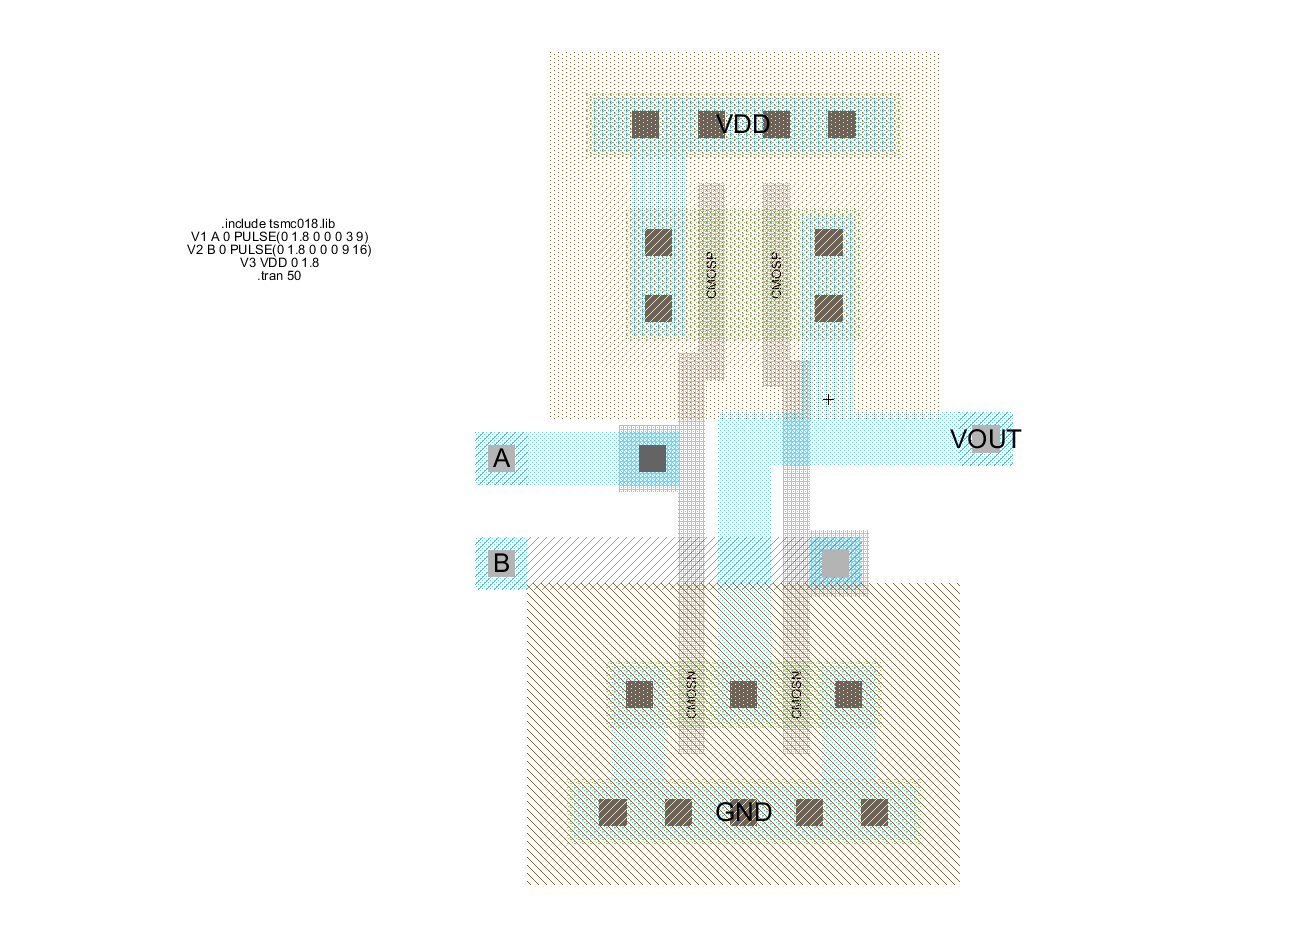 VDD
.include tsmc018.lib
V1 A 0 PULSE(0 1.8 0 0 0 3 9)
V2 B 0 PULSE(0 1.8 0 0 0 9 16)
V3 VDD 0 1.8
.tran 50
CMOSP
CMOSP
VOUT
A
B
CMOSN
CMOSN
GND